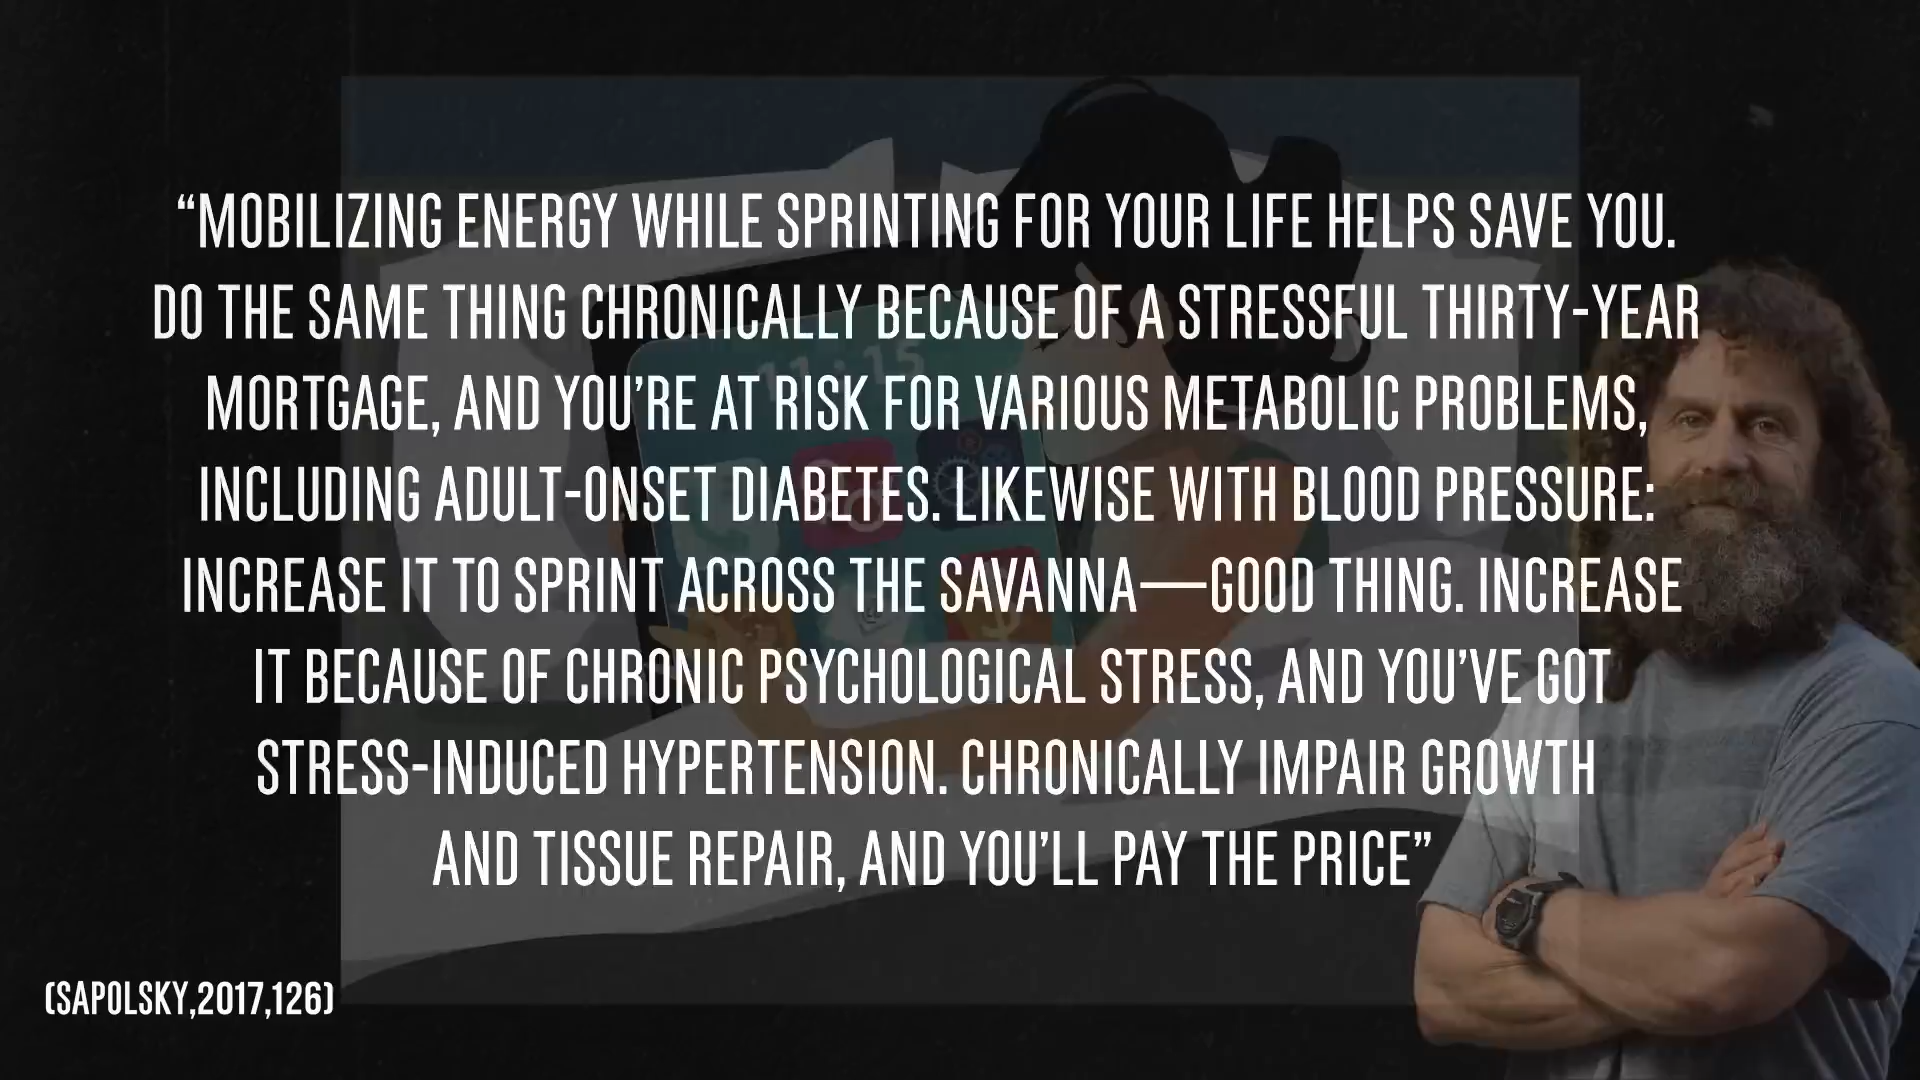 “MOBILIZING ENERGY WHILE SPRINTING FOR YOUR LIFE HELPS SAVE YOU.
DO THE SAME THING CHRONICALLY BECAUSE OF A STRESSFUL THIRTY-YEAR
MORTGAGE, AND YOU’RE AT RISK FOR VARIOUS METABOLIC PROBLEMS,
INCLUDING ADULT-ONSET DIABETES. LIKEWISE WITH BLOOD PRESSURE:
INCREASE IT TO SPRINT ACROSS THE SAVANNA—GOOD THING. INCREASE
IT BECAUSE OF CHRONIC PSYCHOLOGICAL STRESS, AND YOU’VE GOT
STRESS-INDUCED HYPERTENSION. CHRONICALLY IMPAIR GROWTH
AND TISSUE REPAIR, AND YOU’LL PAY THE PRICE”
(SAPOLSKY,2017,126)
11:15